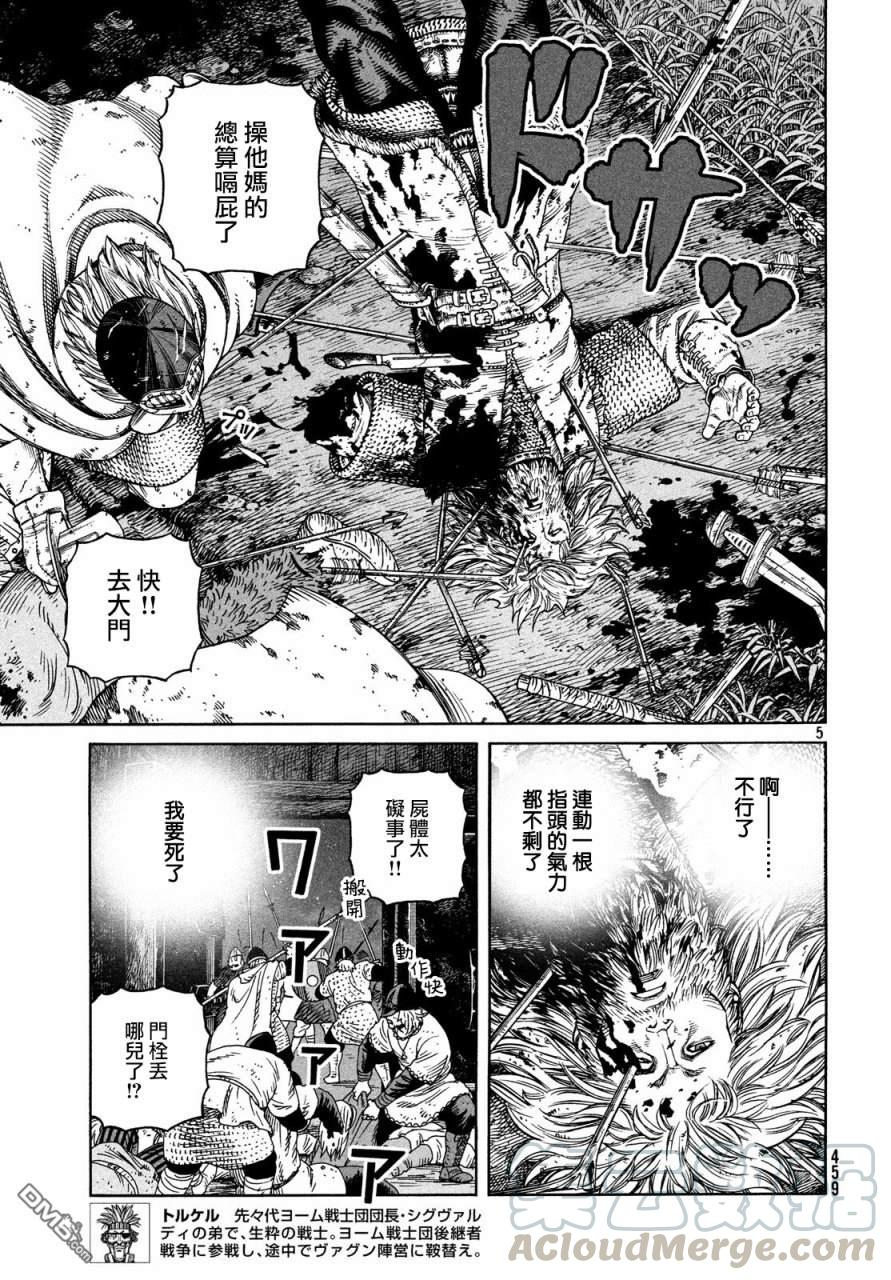 操他媽的
總算嗝屁了
ドサッ
プッ
快!!
去大門
5
啊——
不行了
……
連動一根
指頭的氣力
都不剩了
屍體太
礙事了!!
搬開
動作快
ワァァァ
我要死了
門栓丟
哪兒了!?
トルケル　先々代ヨーム戦士団団長・シグヴァル
ディの弟で、生粋の戦士。ヨーム戦士団後継者
戦争に参戦し、途中でヴァグン陣営に鞍替え。
459
集云数据
aCloudMerge.com